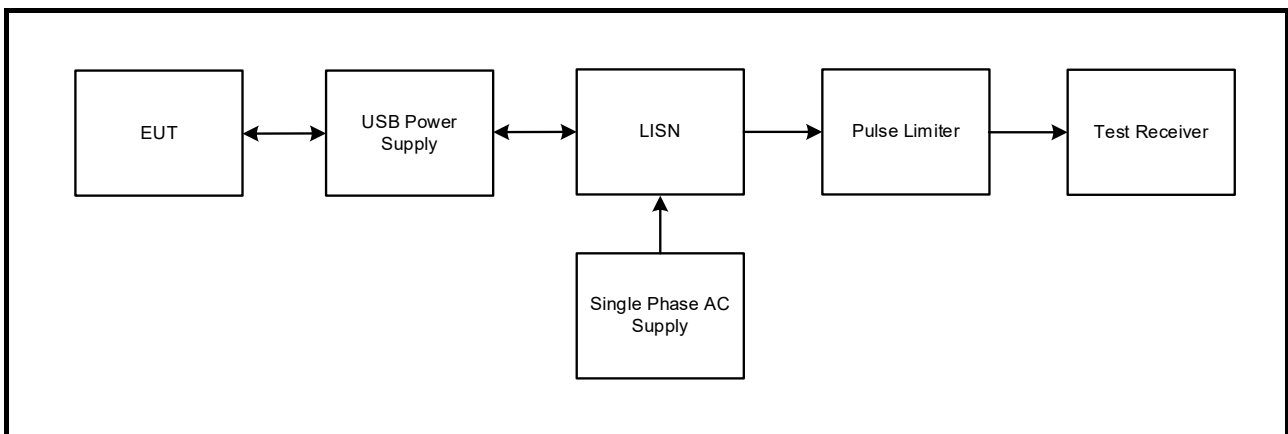 EUT
USB Power
Supply
LISN
Pulse Limiter
Test Receiver
Single Phase AC
Supply